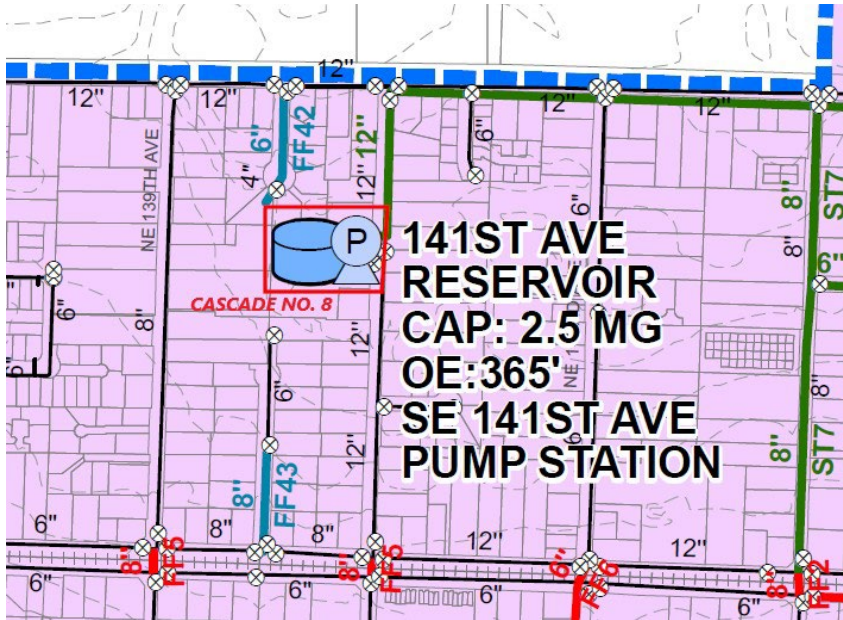 12"
12"
12"
12"
12"
6"
FF42
12"
6"
4"
12"
6"
8"
ST7
NE 139TH AVE
8"
6"
P
141ST AVE
RESERVOIR
CAP: 2.5 MG
OE:365'
SE 141ST AVE
PUMP STATION
CASCADE NO. 8
6"
8"
12"
6"
8"
6"
12"
8"
ST7
8"
FF43
6"
8"
8"
12"
12"
8"
FF5
6"
FF6
8"
FF2
6"
6"
6"
6"